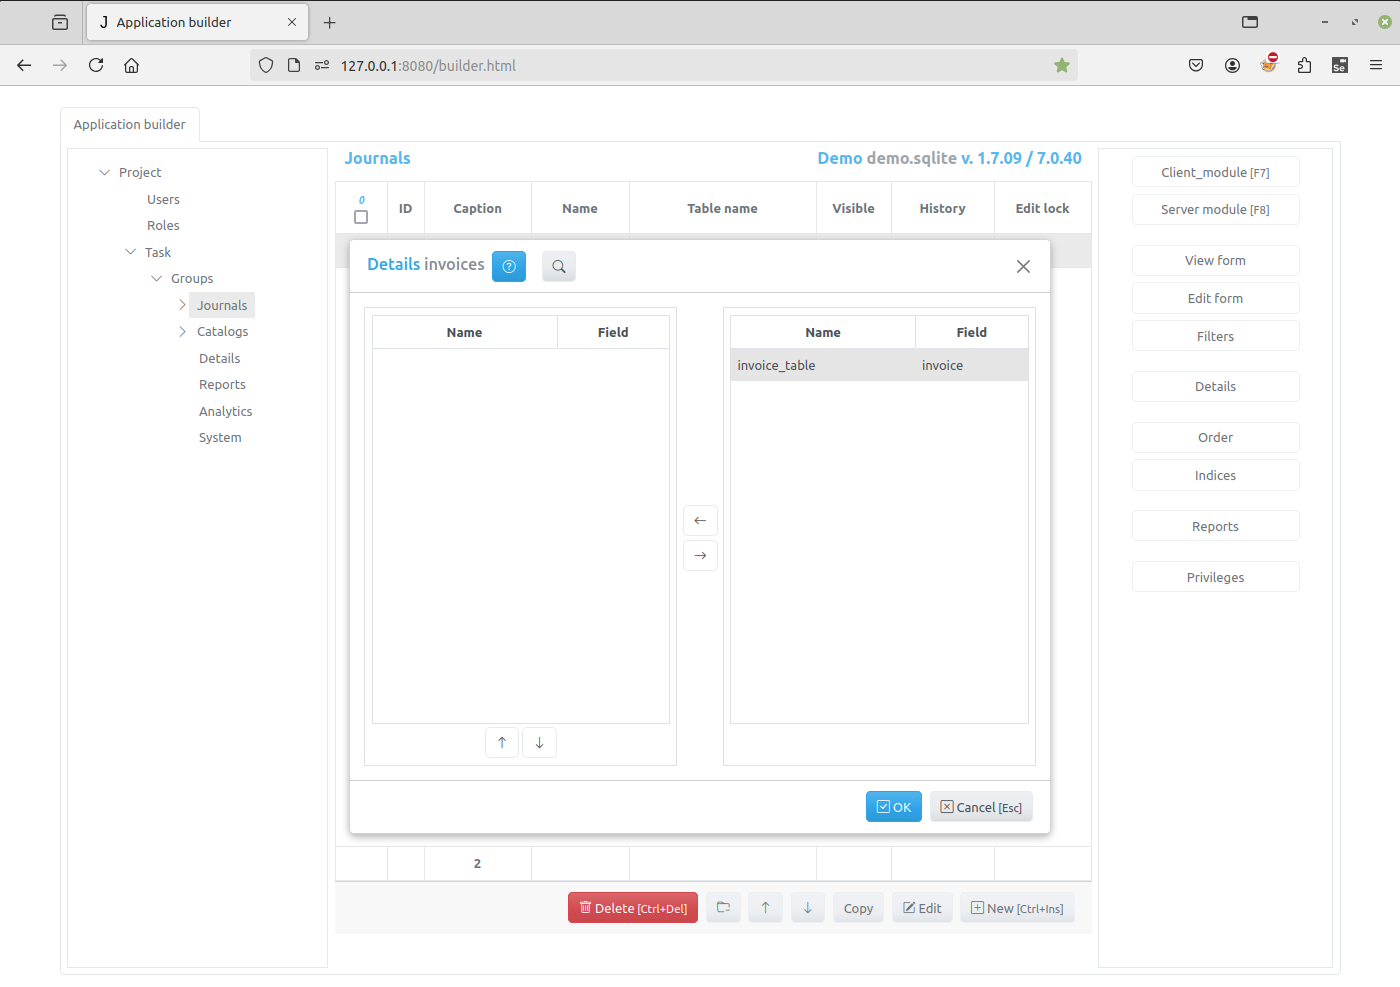 J Application builder
127.0.0.1:8080/builder.html
Se
Application builder
Project
Users
Roles
Task
Groups
Journals
Catalogs
Details
Reports
Analytics
System
Journals
Demo demo.sqlite v. 1.7.09 / 7.0.40
0
ID
Caption
Name
Table name
Visible
History
Edit lock
Details invoices
Name
Field
Name
Field
invoice_table
invoice
OK
Cancel [Esc]
2
Delete [Ctrl+Del]
Copy
Edit
New [Ctrl+Ins]
Client_module [F7]
Server module [F8]
View form
Edit form
Filters
Details
Order
Indices
Reports
Privileges